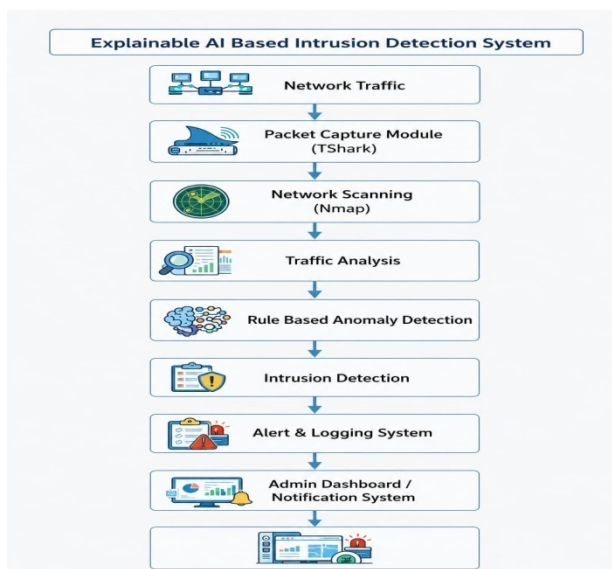 Explainable AI Based Intrusion Detection System
Network Traffic
Packet Capture Module
(TShark)
Network Scanning
(Nmap)
Traffic Analysis
Rule Based Anomaly Detection
Intrusion Detection
Alert & Logging System
Admin Dashboard /
Notification System